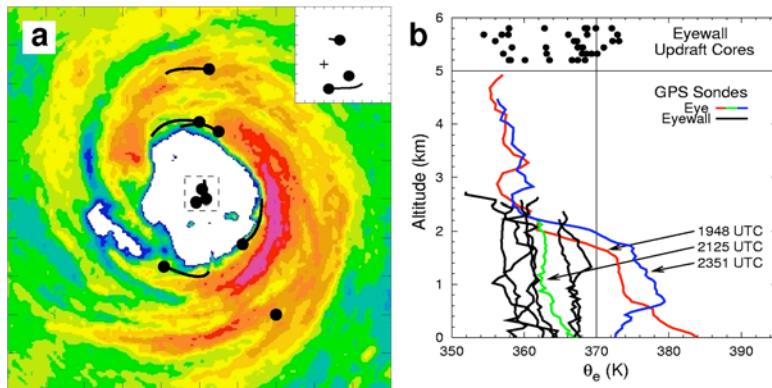 a
b
Eyewall
Updraft Cores
GPS Sondes
Eye
Eyewall
1948 UTC
2125 UTC
2351 UTC
Altitude (km)
6
5
5
4
3
2
1
0
350 360 370 380 390
θe (K)